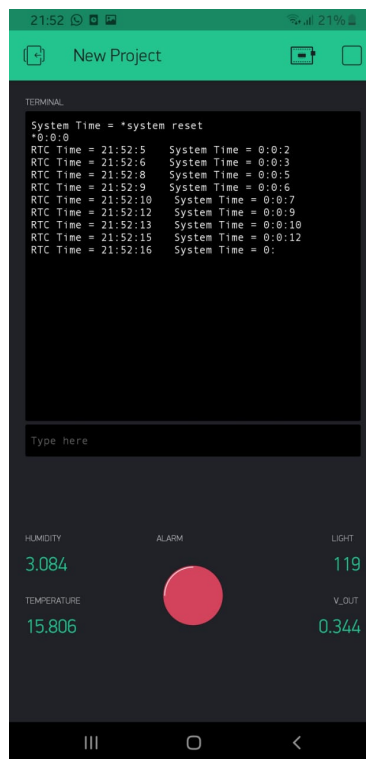 21:52 21%
New Project
TERMINAL
System Time = *system reset
*0:0:0
RTC Time = 21:52:5 System Time = 0:0:2
RTC Time = 21:52:6 System Time = 0:0:3
RTC Time = 21:52:8 System Time = 0:0:5
RTC Time = 21:52:9 System Time = 0:0:6
RTC Time = 21:52:10 System Time = 0:0:7
RTC Time = 21:52:12 System Time = 0:0:9
RTC Time = 21:52:13 System Time = 0:0:10
RTC Time = 21:52:15 System Time = 0:0:12
RTC Time = 21:52:16 System Time = 0:
Type here
HUMIDITY ALARM LIGHT
3.084 119
TEMPERATURE V_OUT
15.806 0.344